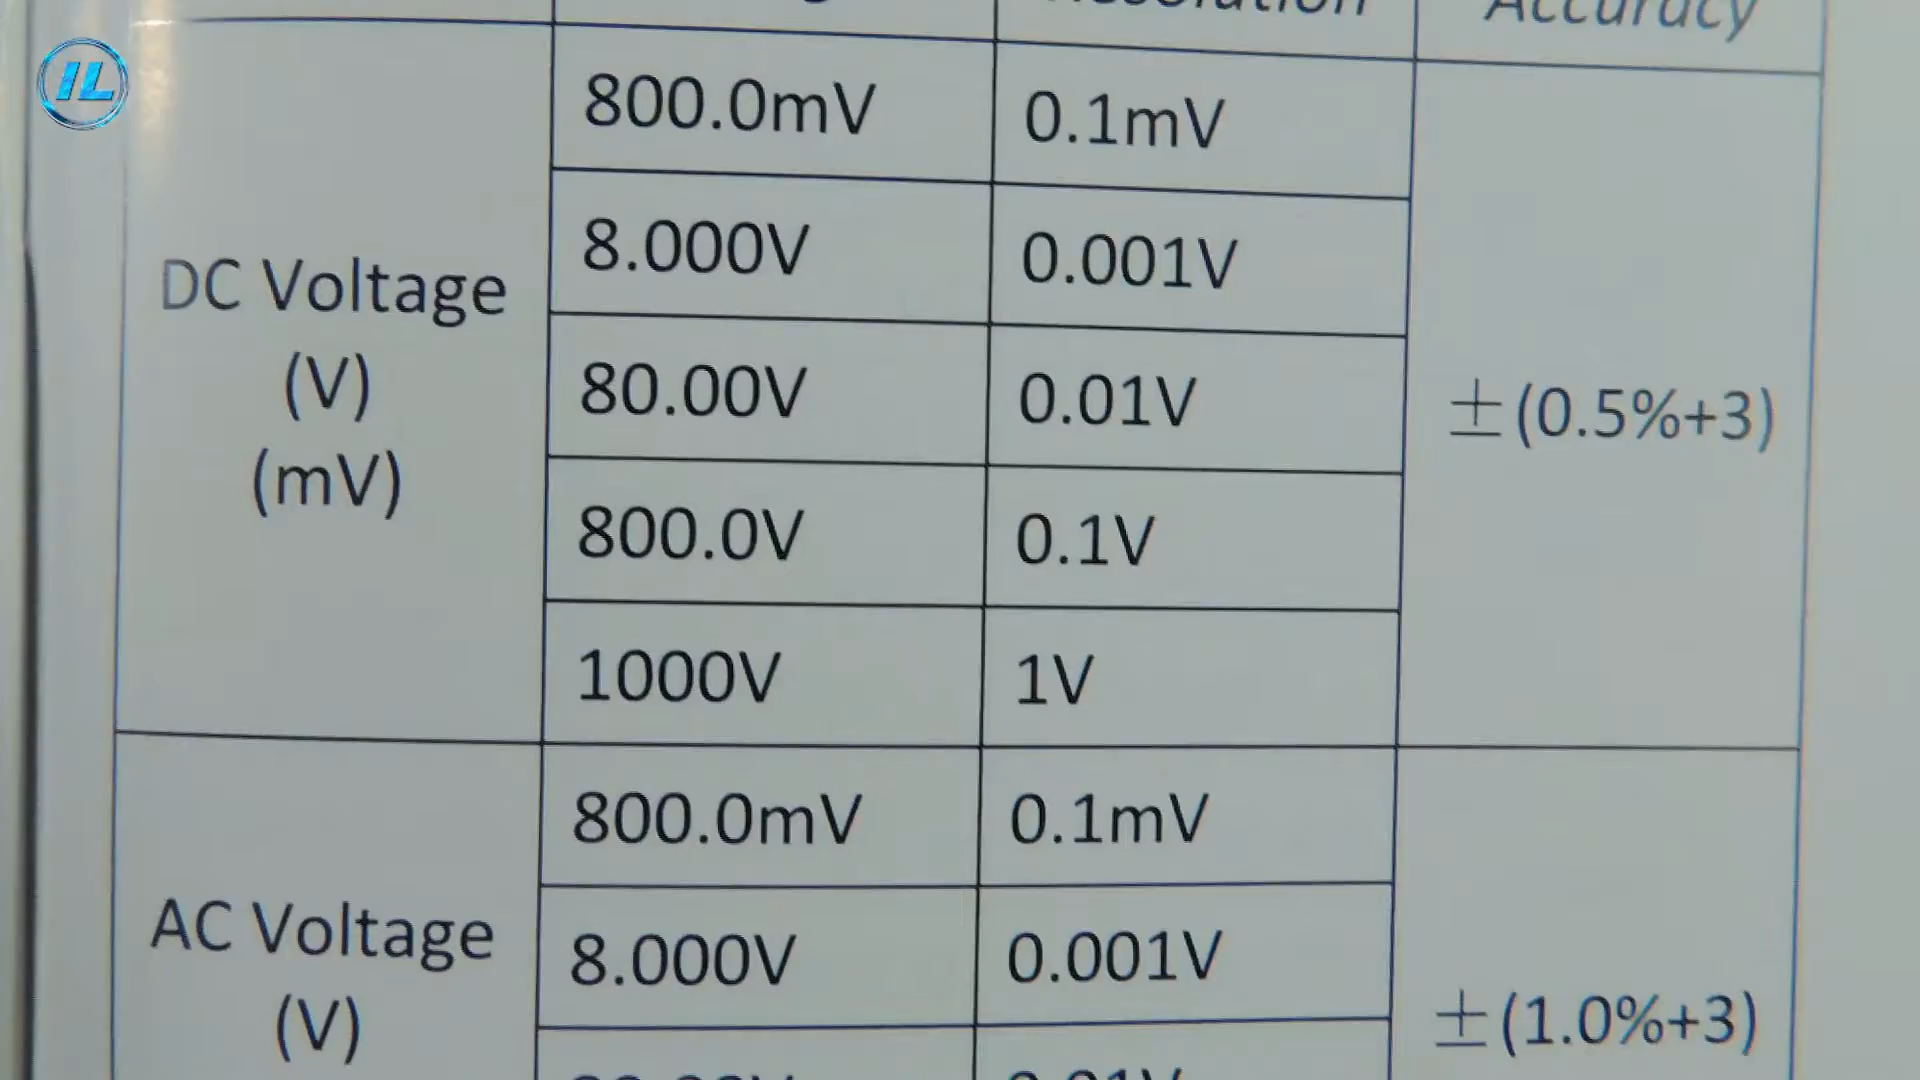 IL
Resolution
Accuracy
DC Voltage
(V)
(mV)
800.0mV
0.1mV
8.000V
0.001V
80.00V
0.01V
800.0V
0.1V
1000V
1V
±(0.5%+3)
AC Voltage
(V)
800.0mV
0.1mV
8.000V
0.001V
±(1.0%+3)